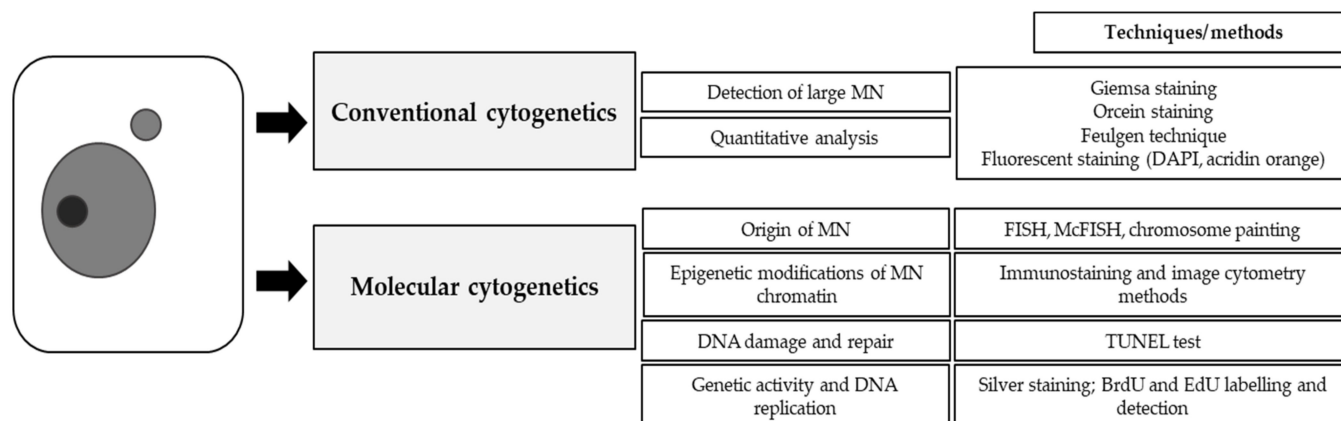 Techniques/methods
Conventional cytogenetics
Detection of large MN
Quantitative analysis
Giemsa staining
Orcein staining
Feulgen technique
Fluorescent staining (DAPI, acridin orange)
Molecular cytogenetics
Origin of MN
FISH, McFISH, chromosome painting
Epigenetic modifications of MN
chromatin
Immunostaining and image cytometry
methods
DNA damage and repair
TUNEL test
Genetic activity and DNA
replication
Silver staining; BrdU and EdU labelling and
detection